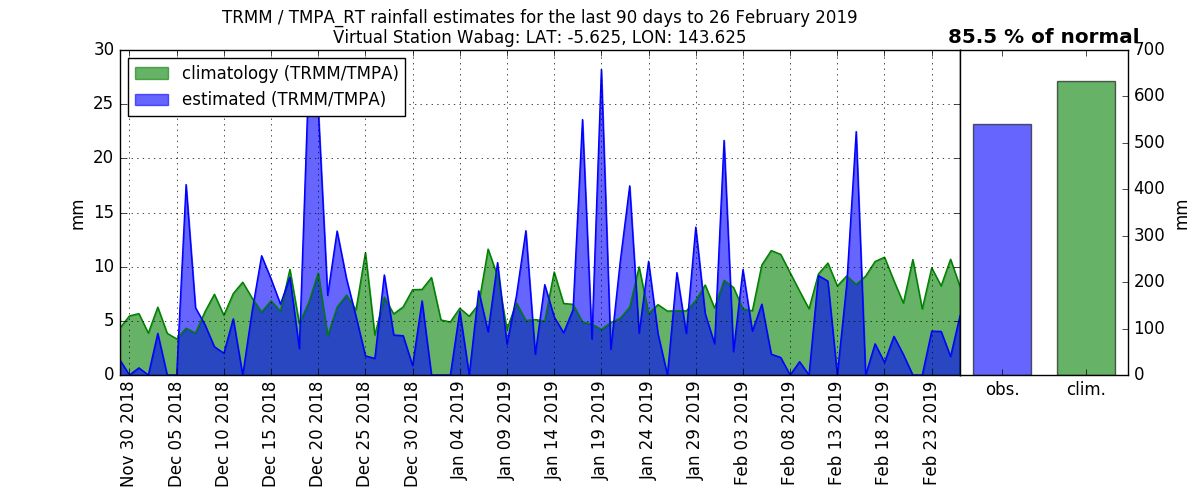 TRMM / TMPA_RT rainfall estimates for the last 90 days to 26 February 2019
Virtual Station Wabag: LAT: -5.625, LON: 143.625
85.5 % of normal
climatology (TRMM/TMPA)
estimated (TRMM/TMPA)
mm
30
25
20
15
10
5
0
Nov 30 2018
Dec 05 2018
Dec 10 2018
Dec 15 2018
Dec 20 2018
Dec 25 2018
Dec 30 2018
Jan 04 2019
Jan 09 2019
Jan 14 2019
Jan 19 2019
Jan 24 2019
Jan 29 2019
Feb 03 2019
Feb 08 2019
Feb 13 2019
Feb 18 2019
Feb 23 2019
obs.
clim.
700
600
500
400
300
200
100
0
mm